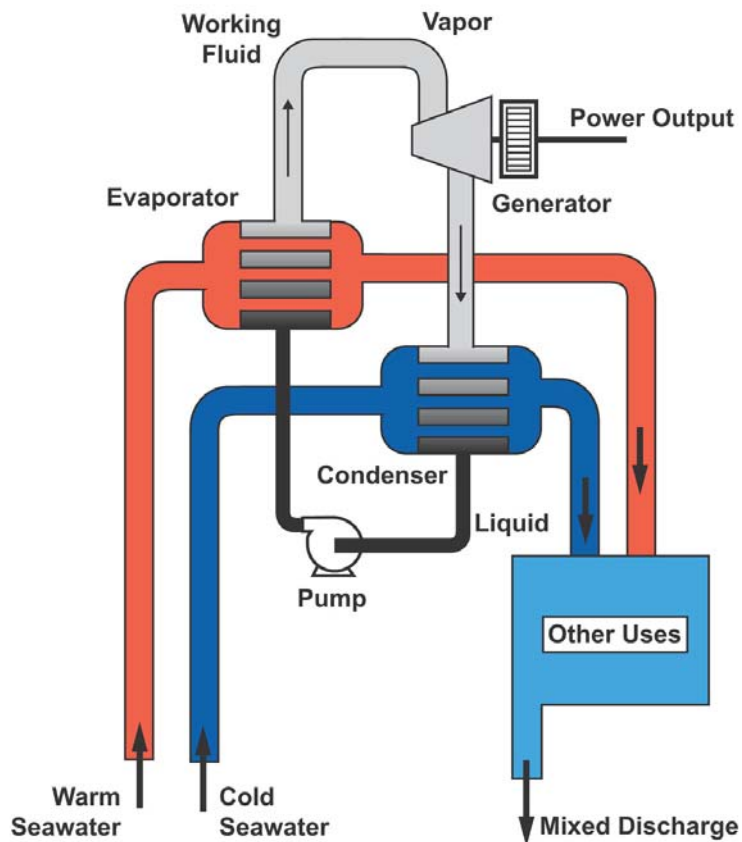 Working
Fluid
Vapor
Power Output
Evaporator
Generator
Condenser
Liquid
Pump
Other Uses
Warm
Seawater
Cold
Seawater
Mixed Discharge